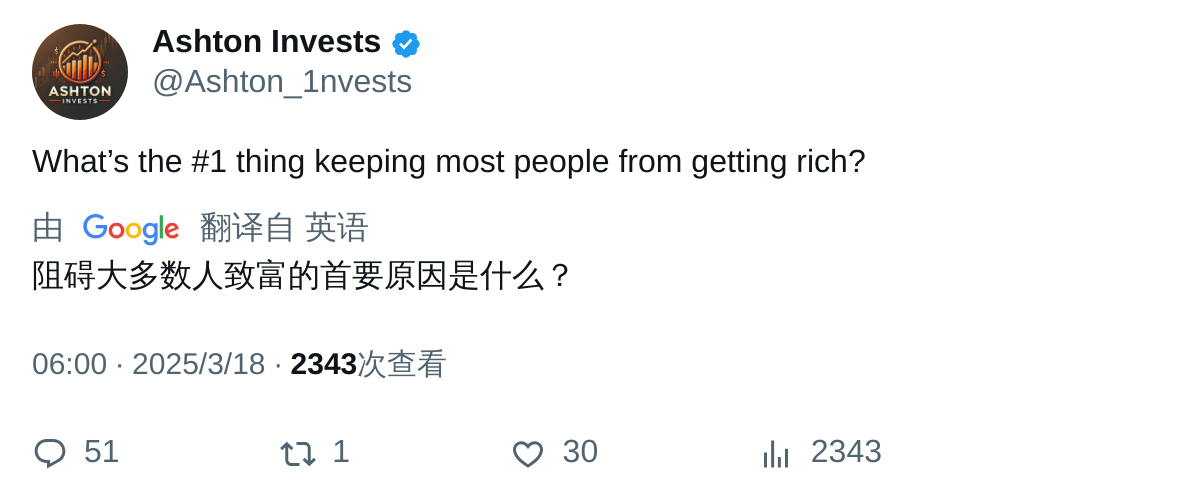 ASHTON
INVESTS
Ashton Invests
@Ashton_1nvests
What’s the #1 thing keeping most people from getting rich?
由 Google 翻译自 英语
阻碍大多数人致富的首要原因是什么？
06:00 · 2025/3/18 · 2343次查看
51 1 30 2343